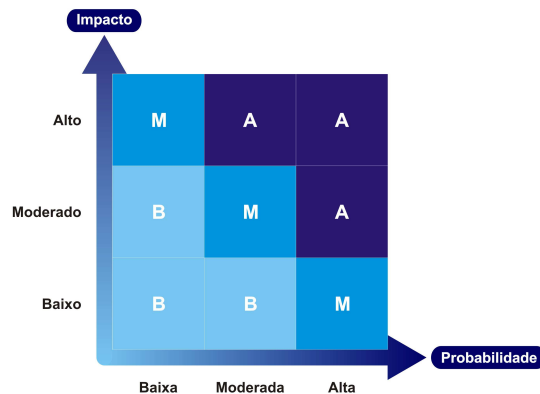 Impacto
Alto M A A
Moderado B M A
Baixo B B M
Probabilidade
Baixa Moderada Alta